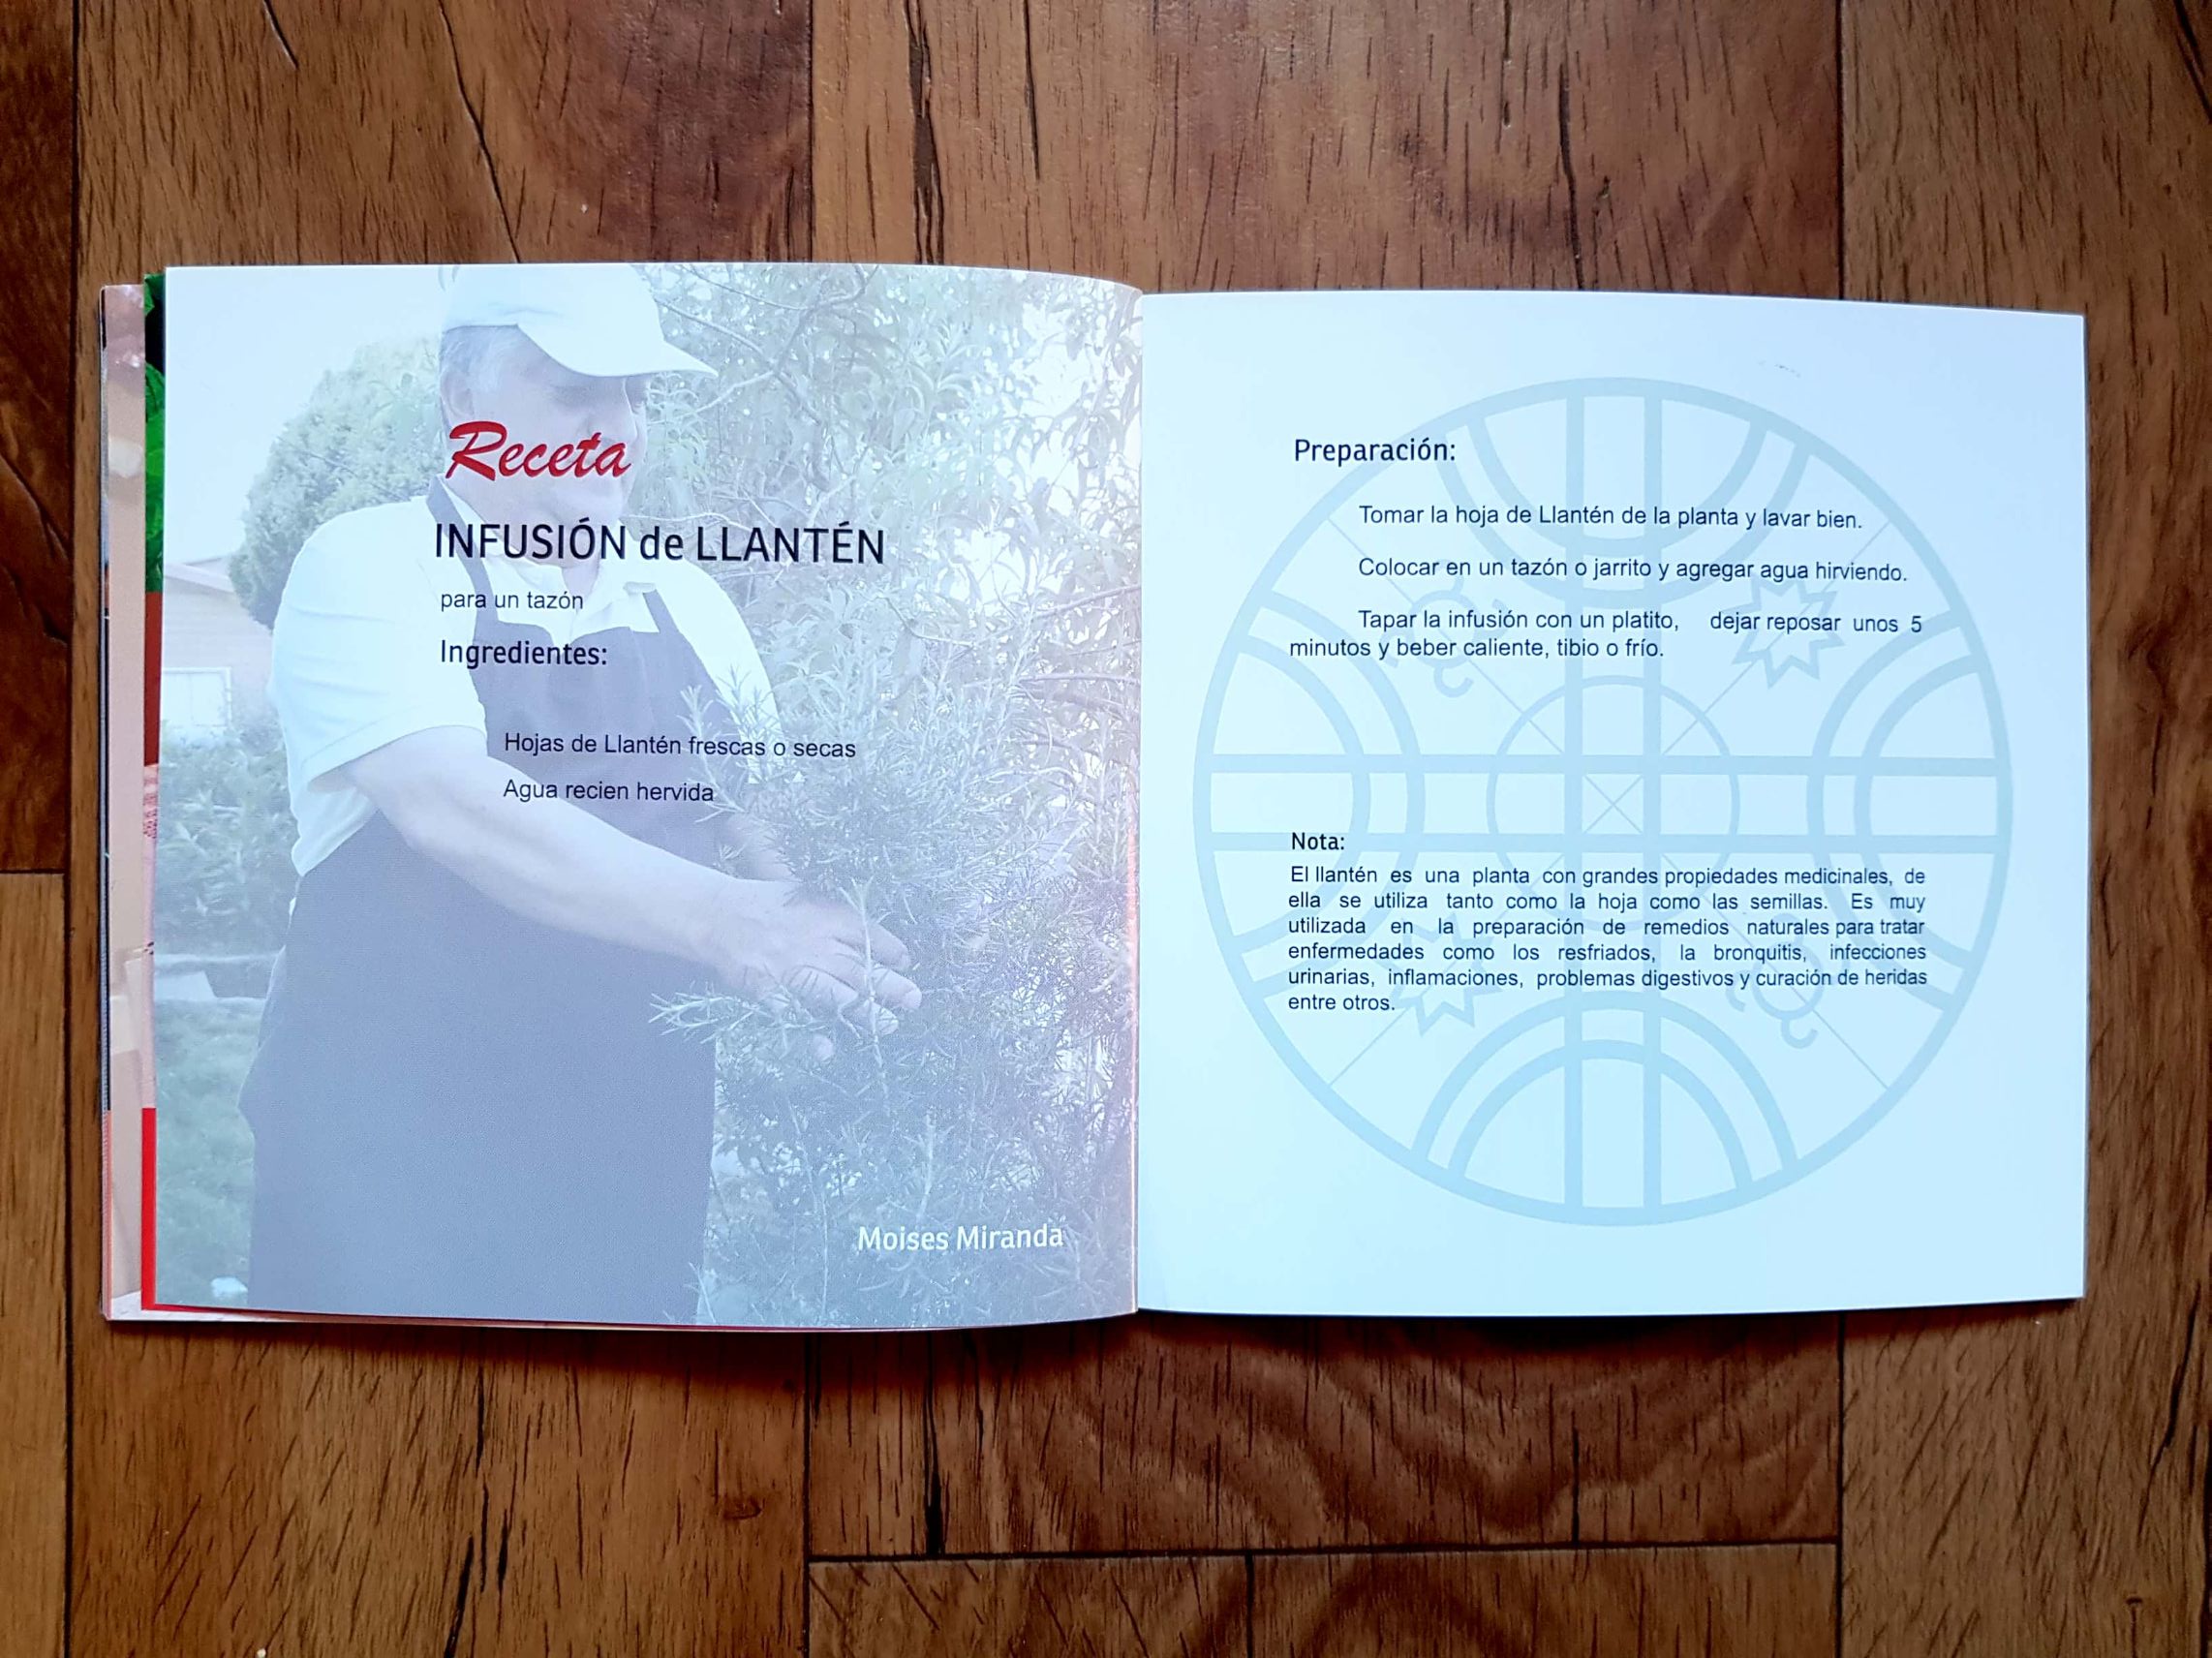 Receta
INFUSIÓN de LLANTÉN
para un tazón
Ingredientes:
Hojas de Llantén frescas o secas
Agua recien hervida
Moises Miranda
Preparación:
Tomar la hoja de Llantén de la planta y lavar bien.
Colocar en un tazón o jarrito y agregar agua hirviendo.
Tapar la infusión con un platito, dejar reposar unos 5
minutos y beber caliente, tibio o frío.
Nota:
El llantén es una planta con grandes propiedades medicinales, de
ella se utiliza tanto como la hoja como las semillas. Es muy
utilizada en la preparación de remedios naturales para tratar
enfermedades como los resfriados, la bronquitis, infecciones
urinarias, inflamaciones, problemas digestivos y curación de heridas
entre otros.